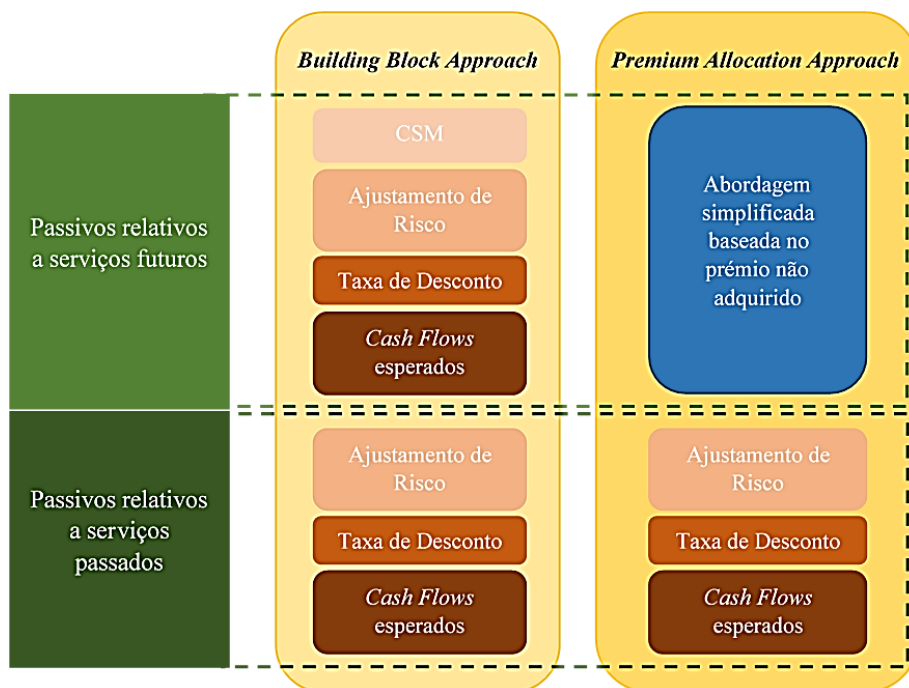 Building Block Approach
Premium Allocation Approach
Passivos relativos
a serviços futuros
CSM
Ajustamento de
Risco
Taxa de Desconto
Cash Flows
esperados
Abordagem
simplificada
baseada no
prémio não
adquirido
Passivos relativos
a serviços
passados
Ajustamento de
Risco
Taxa de Desconto
Cash Flows
esperados
Ajustamento de
Risco
Taxa de Desconto
Cash Flows
esperados